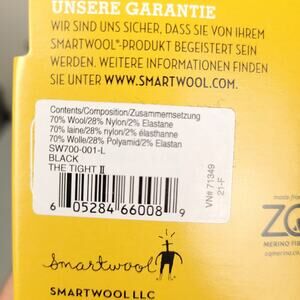 UNSERE GARANTIE
WIR SIND UNS SICHER, DASS SIE VON IHREM
SMARTWOOL®-PRODUKT BEGEISTERT SEIN
WERDEN. WEITERE INFORMATIONEN FINDEN
SIE UNTER WWW.SMARTWOOL.COM.
Contents/Composition/Zusammensetzung
70% Wool/28% Nylon/2% Elastane
70% laine/28% nylon/2% élasthanne
70% Wolle/28% Polyamid/2% Elastan
SW700-001-L
BLACK
THE TIGHT II
6 05284 66008 9
VN# 71349
21-F
smartwool
SMARTWOOL LLC
ZQ
MERINO FI